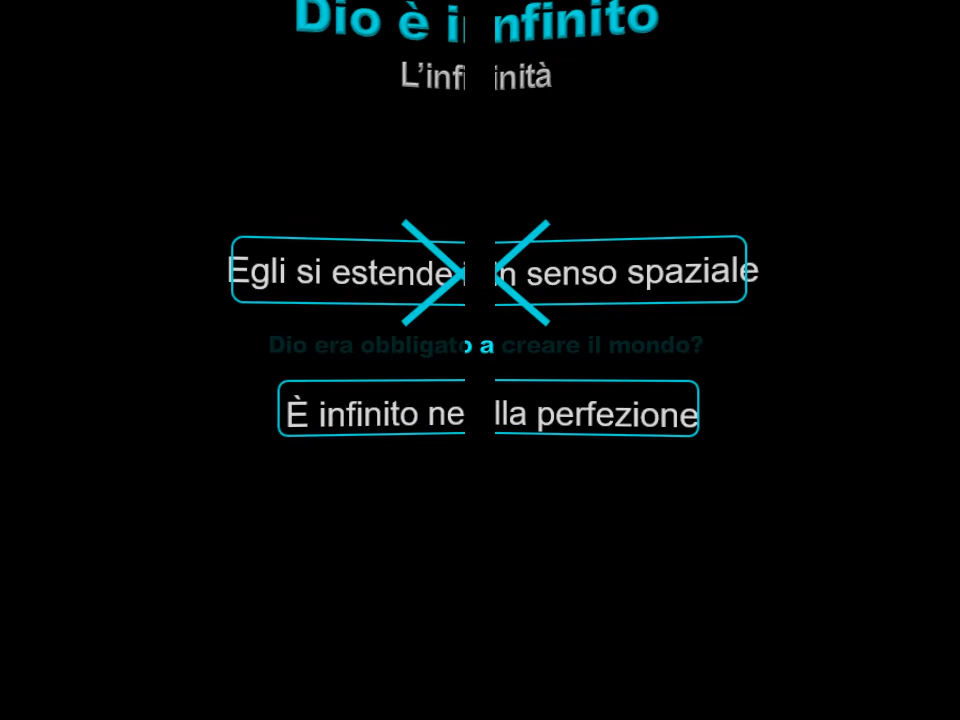 Dio è infinito
L'infinità
Egli si estende in senso spaziale
Dio era obbligato a creare il mondo?
È infinito nella perfezione